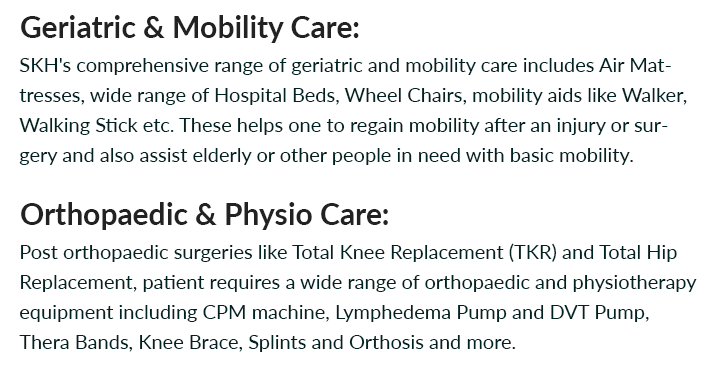 Geriatric & Mobility Care:
SKH's comprehensive range of geriatric and mobility care includes Air Mat-
tresses, wide range of Hospital Beds, Wheel Chairs, mobility aids like Walker,
Walking Stick etc. These helps one to regain mobility after an injury or sur-
gery and also assist elderly or other people in need with basic mobility.
Orthopaedic & Physio Care:
Post orthopaedic surgeries like Total Knee Replacement (TKR) and Total Hip
Replacement, patient requires a wide range of orthopaedic and physiotherapy
equipment including CPM machine, Lymphedema Pump and DVT Pump,
Thera Bands, Knee Brace, Splints and Orthosis and more.